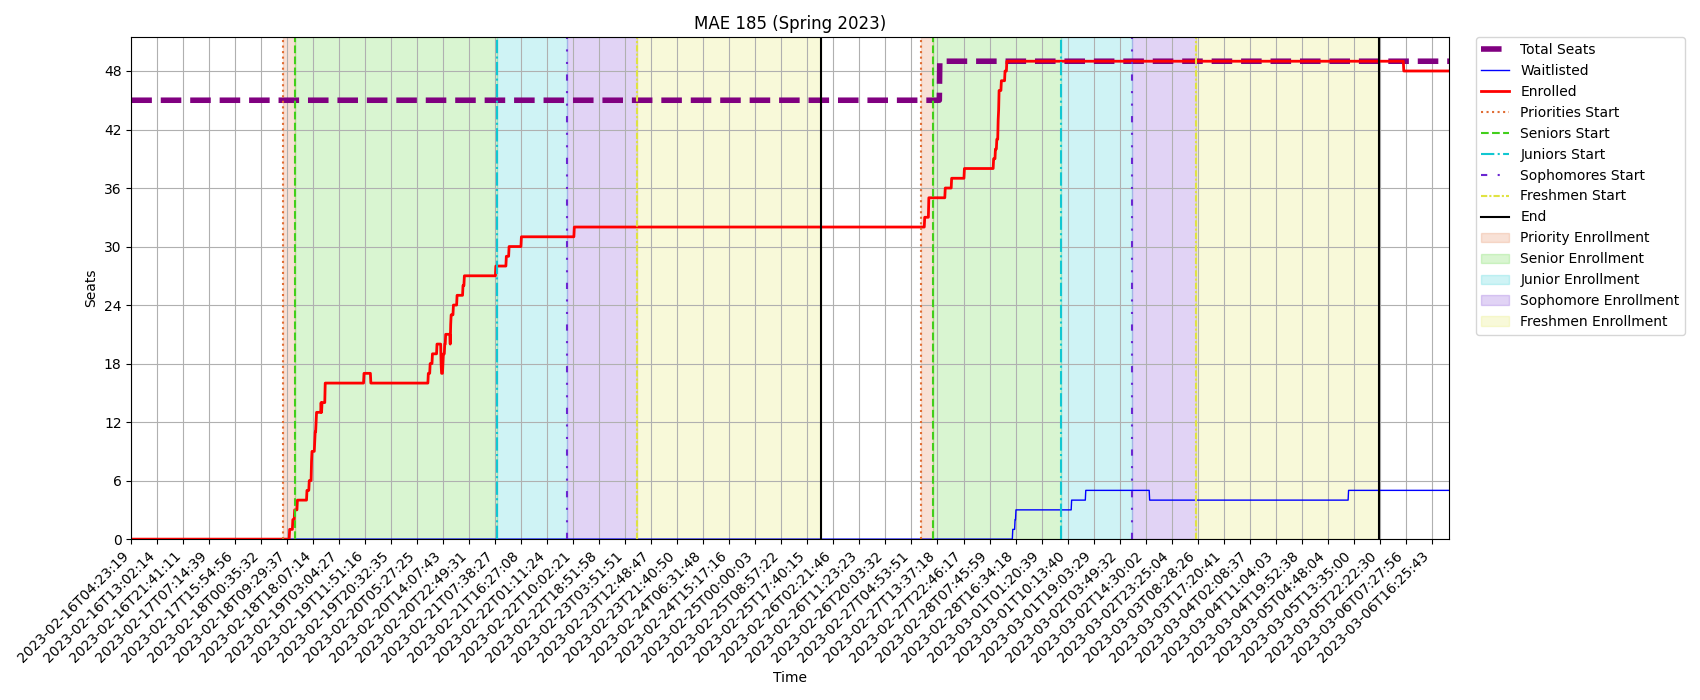 MAE 185 (Spring 2023)
Seats
48
42
36
30
24
18
12
6
0
2023-02-16T04:23:19
2023-02-16T13:02:14
2023-02-16T21:41:11
2023-02-17T07:14:39
2023-02-17T15:54:56
2023-02-18T00:35:32
2023-02-18T09:29:37
2023-02-18T18:07:14
2023-02-19T03:04:27
2023-02-19T11:51:16
2023-02-19T20:32:35
2023-02-20T05:27:25
2023-02-20T14:07:43
2023-02-20T22:49:31
2023-02-21T07:38:27
2023-02-21T16:27:08
2023-02-22T01:11:24
2023-02-22T10:02:21
2023-02-22T18:51:58
2023-02-23T03:51:51
2023-02-23T12:48:47
2023-02-23T21:40:50
2023-02-24T06:31:48
2023-02-24T15:17:16
2023-02-25T00:00:03
2023-02-25T08:57:22
2023-02-25T17:40:15
2023-02-26T02:21:46
2023-02-26T11:23:23
2023-02-26T20:03:32
2023-02-27T04:53:51
2023-02-27T13:37:18
2023-02-27T22:46:17
2023-02-28T07:45:59
2023-02-28T16:34:18
2023-03-01T01:20:39
2023-03-01T10:13:40
2023-03-01T19:03:29
2023-03-02T03:49:32
2023-03-02T14:30:02
2023-03-02T23:25:04
2023-03-03T08:28:26
2023-03-03T17:20:41
2023-03-04T02:08:37
2023-03-04T11:04:03
2023-03-04T19:52:38
2023-03-05T04:48:04
2023-03-05T13:35:00
2023-03-05T22:22:30
2023-03-06T07:27:56
2023-03-06T16:25:43
Time
Total Seats
Waitlisted
Enrolled
Priorities Start
Seniors Start
Juniors Start
Sophomores Start
Freshmen Start
End
Priority Enrollment
Senior Enrollment
Junior Enrollment
Sophomore Enrollment
Freshmen Enrollment